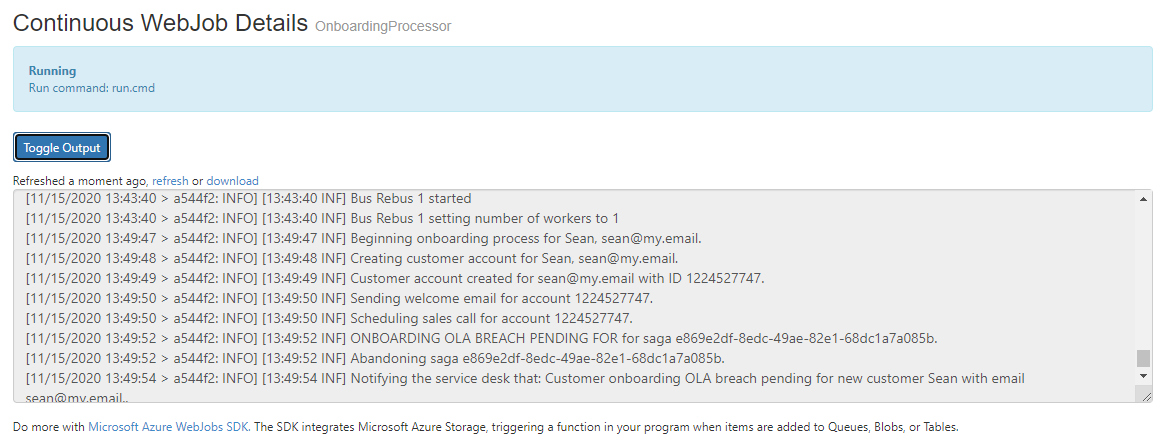 Continuous WebJob Details OnboardingProcessor
Running
Run command: run.cmd
Toggle Output
Refreshed a moment ago, refresh or download
[11/15/2020 13:43:40 > a544f2: INFO] [13:43:40 INF] Bus Rebus 1 started
[11/15/2020 13:43:40 > a544f2: INFO] [13:43:40 INF] Bus Rebus 1 setting number of workers to 1
[11/15/2020 13:49:47 > a544f2: INFO] [13:49:47 INF] Beginning onboarding process for Sean, sean@my.email.
[11/15/2020 13:49:48 > a544f2: INFO] [13:49:48 INF] Creating customer account for Sean, sean@my.email.
[11/15/2020 13:49:49 > a544f2: INFO] [13:49:49 INF] Customer account created for sean@my.email with ID 1224527747.
[11/15/2020 13:49:50 > a544f2: INFO] [13:49:50 INF] Sending welcome email for account 1224527747.
[11/15/2020 13:49:50 > a544f2: INFO] [13:49:50 INF] Scheduling sales call for account 1224527747.
[11/15/2020 13:49:52 > a544f2: INFO] [13:49:52 INF] ONBOARDING OLA BREACH PENDING FOR for saga e869e2df-8edc-49ae-82e1-68dc1a7a085b.
[11/15/2020 13:49:52 > a544f2: INFO] [13:49:52 INF] Abandoning saga e869e2df-8edc-49ae-82e1-68dc1a7a085b.
[11/15/2020 13:49:54 > a544f2: INFO] [13:49:54 INF] Notifying the service desk that: Customer onboarding OLA breach pending for new customer Sean with email
sean@my.email..
Do more with Microsoft Azure WebJobs SDK. The SDK integrates Microsoft Azure Storage, triggering a function in your program when items are added to Queues, Blobs, or Tables.